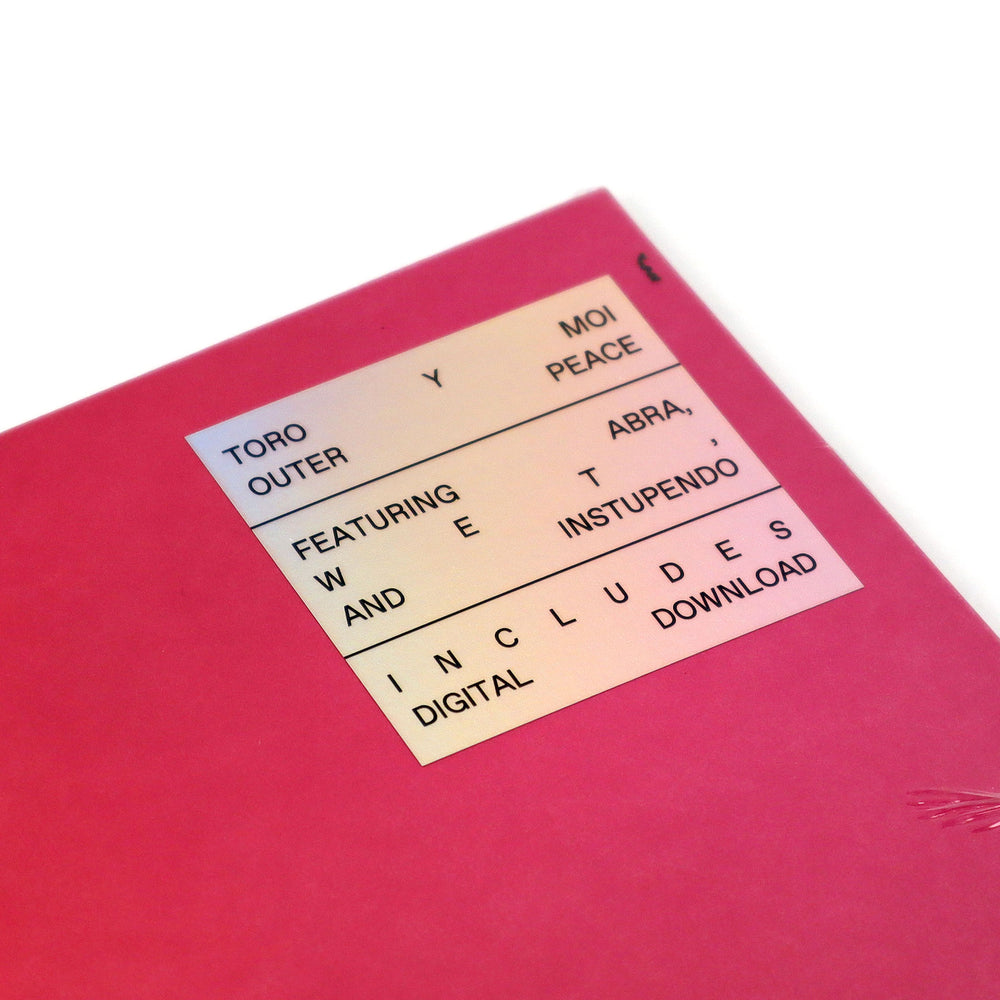 TORO Y MOI
OUTER PEACE
FEATURING ABRA,
W E T ,
AND INSTUPENDO
I N C L U D E S
DIGITAL DOWNLOAD